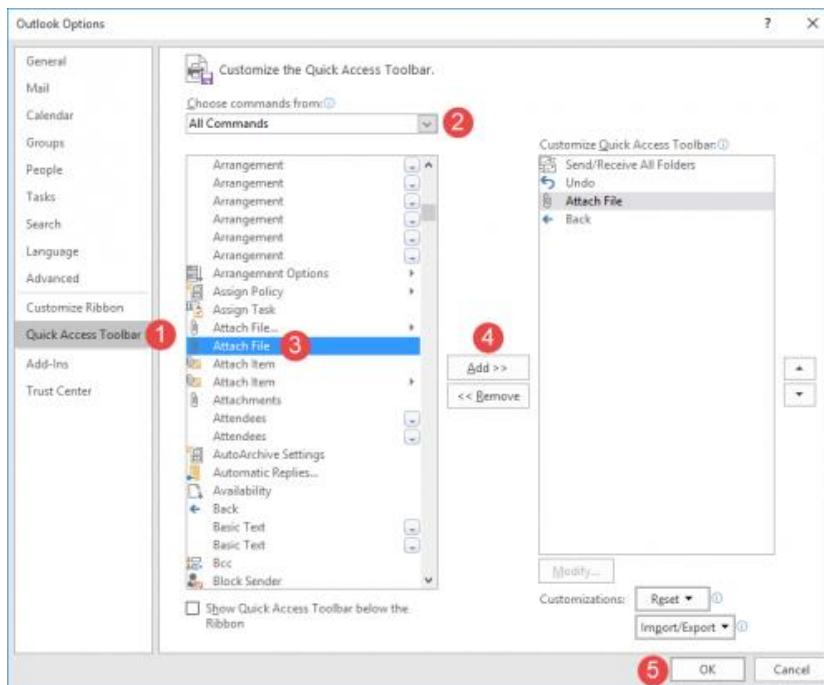 Outlook Options
?
General
Mail
Calendar
Groups
People
Tasks
Search
Language
Advanced
Customize Ribbon
Quick Access Toolbar
1
Add-Ins
Trust Center
Customize the Quick Access Toolbar.
Choose commands from:
All Commands
2
Arrangement
Arrangement
Arrangement
Arrangement
Arrangement
Arrangement
Arrangement Options
Assign Policy
Assign Task
Attach File...
Attach File
3
Attach Item
Attach Item
Attachments
Attendees
Attendees
AutoArchive Settings
Automatic Replies...
Availability
Back
Basic Text
Basic Text
Bcc
Block Sender
Show Quick Access Toolbar below the
Ribbon
4
Add >>
<< Remove
Customize Quick Access Toolbar:
Send/Receive All Folders
Undo
Attach File
Back
Modify...
Customizations:
Reset
Import/Export
5
OK
Cancel